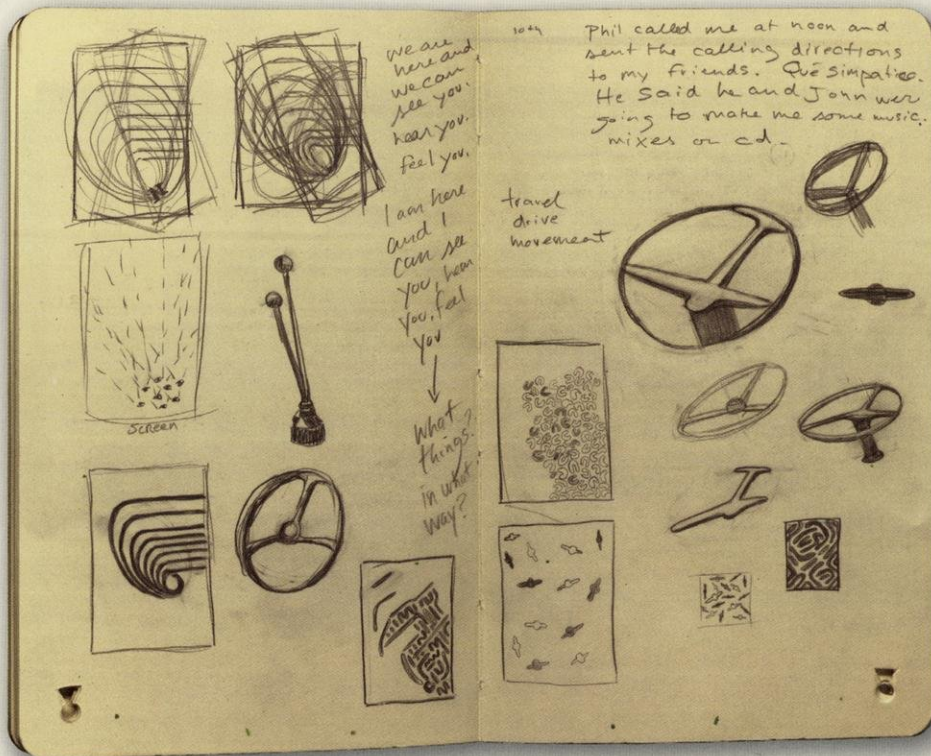 we are
here and
we can
see you.
hear you.
feel you.
I am here
and I
can see
you, hear
you, feel
you
What
things?
in what
way?
Screen
10th
Phil called me at noon and
sent the calling directions
to my friends. Qué simpatico.
He said he and John were
going to make me some music.
mixes on cd.
travel
drive
movement